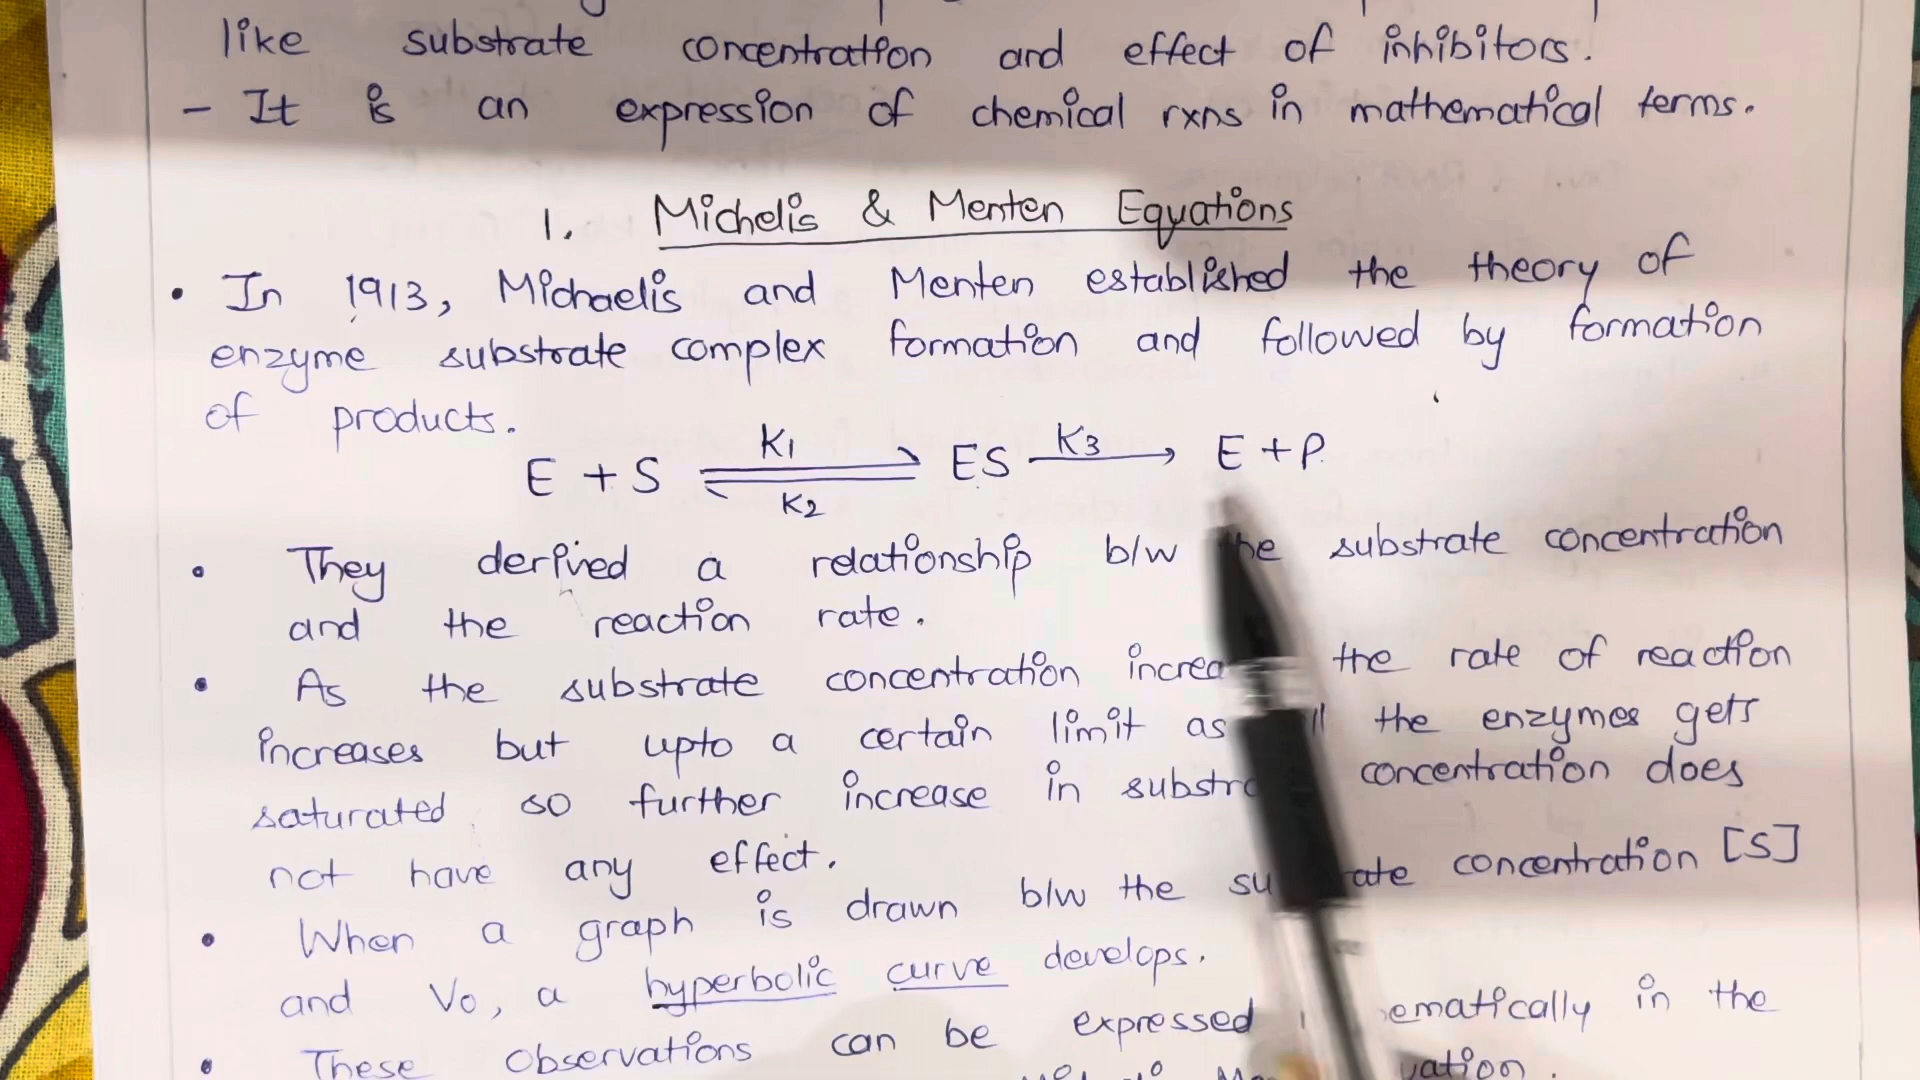 like substrate concentration and effect of inhibitors.
- It is an expression of chemical rxns in mathematical terms.
1. Michelis & Menten Equations
• In 1913, Michaelis and Menten established the theory of
enzyme substrate complex formation and followed by formation
of products.
E + S ⇌ ES → E + P
K1 K3
K2
• They derived a relationship b/w the substrate concentration
and the reaction rate.
• As the substrate concentration the rate of reaction
increases but upto a certain limit as the enzymes gets
saturated so further increase in concentration does
not have any effect.
• When a graph is drawn b/w the concentration [S]
and Vo, a hyperbolic curve develops.
• These observations can be expressed in the